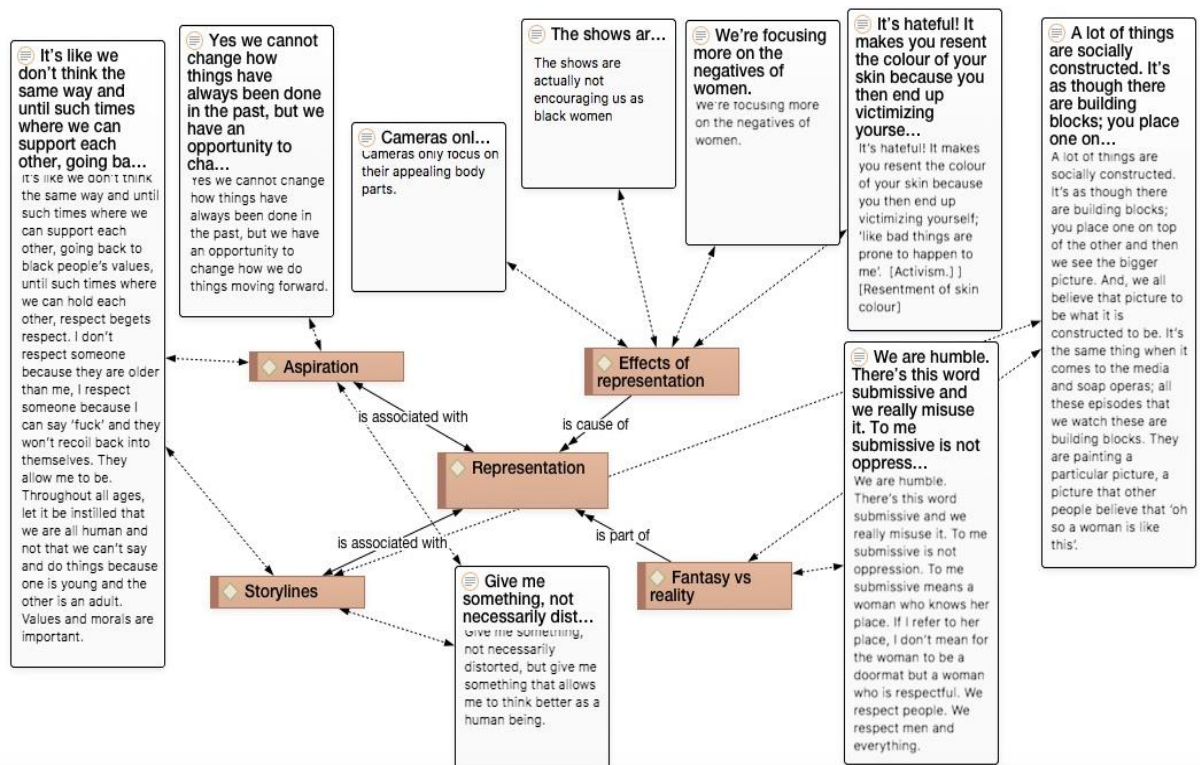 It's like we
don't think the
same way and
until such times
where we can
support each
other, going ba...
It's like we don't think
the same way and until
such times where we
can support each
other, going back to
black people's values,
until such times where
we can hold each
other, respect begets
respect. I don't
respect someone
because they are older
than me, I respect
someone because I
can say 'fuck' and they
won't recoil back into
themselves. They
allow me to be.
Throughout all ages,
let it be instilled that
we are all human and
not that we can't say
and do things because
one is young and the
other is an adult.
Values and morals are
important.
Yes we cannot
change how
things have
always been done
in the past, but we
have an
opportunity to
cha...
Yes we cannot change
how things have
always been done in
the past, but we have
an opportunity to
change how we do
things moving forward.
Cameras onl...
Cameras only focus on
their appealing body
parts.
The shows ar...
The shows are
actually not
encouraging us as
black women
We're focusing
more on the
negatives of
women.
We're focusing more
on the negatives of
women.
It's hateful! It
makes you resent
the colour of your
skin because you
then end up
victimizing
yourse...
It's hateful! It makes
you resent the colour
of your skin because
you then end up
victimizing yourself;
'like bad things are
prone to happen to
me'. [Activism.] ]
[Resentment of skin
colour]
A lot of things
are socially
constructed. It's
as though there
are building
blocks; you place
one on...
A lot of things are
socially constructed.
It's as though there
are building blocks;
you place one on top
of the other and then
we see the bigger
picture. And, we all
believe that picture to
be what it is
constructed to be. It's
the same thing when it
comes to the media
and soap operas; all
these episodes that
we watch these are
building blocks. They
are painting a
particular picture, a
picture that other
people believe that 'oh
so a woman is like
this'.
Aspiration
Effects of
representation
is associated with
is cause of
Representation
is associated with
is part of
Storylines
Fantasy vs
reality
Give me
something, not
necessarily dist...
Give me something,
not necessarily
distorted, but give me
something that allows
me to think better as a
human being.
We are humble.
There's this word
submissive and
we really misuse
it. To me
submissive is not
oppress...
We are humble.
There's this word
submissive and we
really misuse it. To me
submissive is not
oppression. To me
submissive means a
woman who knows her
place. If I refer to her
place, I don't mean for
the woman to be a
doormat but a woman
who is respectful. We
respect people. We
respect men and
everything.